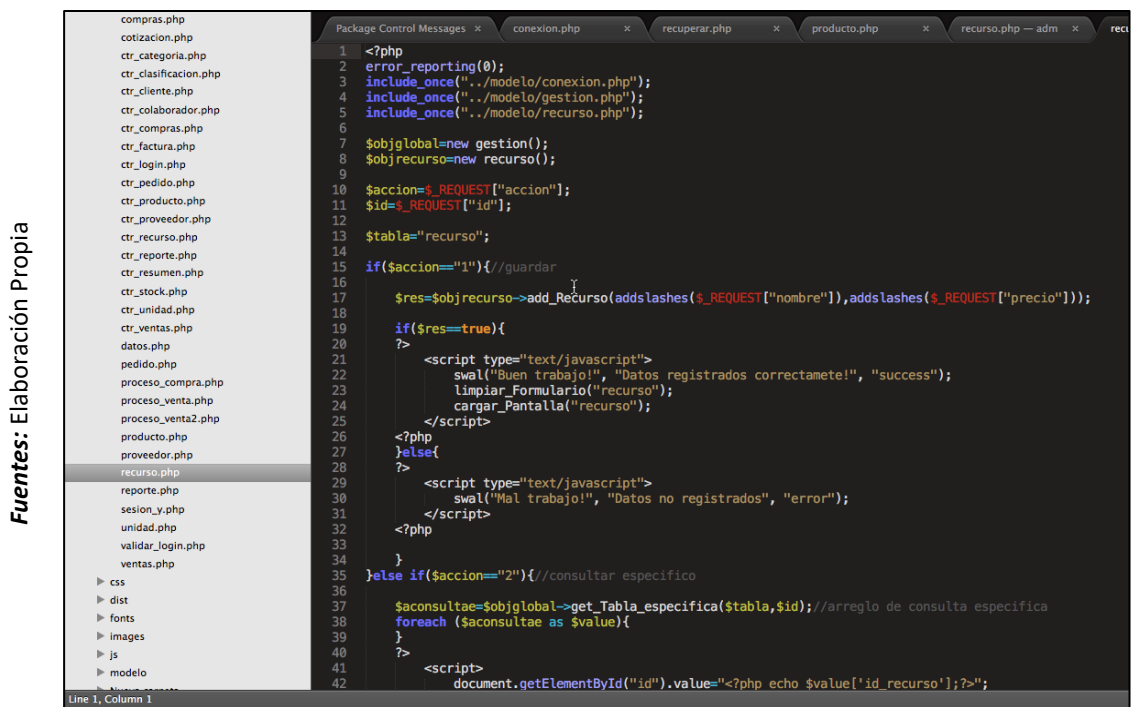 Fuentes: Elaboración Propia
compras.php
cotizacion.php
ctr_categoria.php
ctr_clasificacion.php
ctr_cliente.php
ctr_colaborador.php
ctr_compras.php
ctr_factura.php
ctr_login.php
ctr_pedido.php
ctr_producto.php
ctr_proveedor.php
ctr_recurso.php
ctr_reporte.php
ctr_resumen.php
ctr_stock.php
ctr_unidad.php
ctr_ventas.php
datos.php
pedido.php
proceso_compra.php
proceso_venta.php
proceso_venta2.php
producto.php
proveedor.php
recurso.php
reporte.php
sesion_y.php
unidad.php
validar_login.php
ventas.php
css
dist
fonts
images
js
modelo
Package Control Messages × conexion.php × recuperar.php × producto.php × recurso.php — adm × recu
1 <?php
2 error_reporting(0);
3 include_once("../modelo/conexion.php");
4 include_once("../modelo/gestion.php");
5 include_once("../modelo/recurso.php");
6
7 $objglobal=new gestion();
8 $objrecurso=new recurso();
9
10 $accion=$_REQUEST["accion"];
11 $id=$_REQUEST["id"];
12
13 $tabla="recurso";
14
15 if($accion=="1"){//guardar
16
17 $res=$objrecurso->add_Recurso(addslashes($_REQUEST["nombre"]),addslashes($_REQUEST["precio"]));
18
19 if($res==true){
20 ?>
21 <script type="text/javascript">
22 swal("Buen trabajo!", "Datos registrados correctamete!", "success");
23 limpiar_Formulario("recurso");
24 cargar_Pantalla("recurso");
25 </script>
26 <?php
27 }else{
28 ?>
29 <script type="text/javascript">
30 swal("Mal trabajo!", "Datos no registrados", "error");
31 </script>
32 <?php
33
34 }
35 }else if($accion=="2"){//consultar especifico
36
37 $aconsultae=$objglobal->get_Tabla_especifica($tabla,$id);//arreglo de consulta especifica
38 foreach ($aconsultae as $value){
39 }
40 ?>
41 <script>
42 document.getElementById("id").value="<?php echo $value['id_recurso'];?>";
Line 1, Column 1